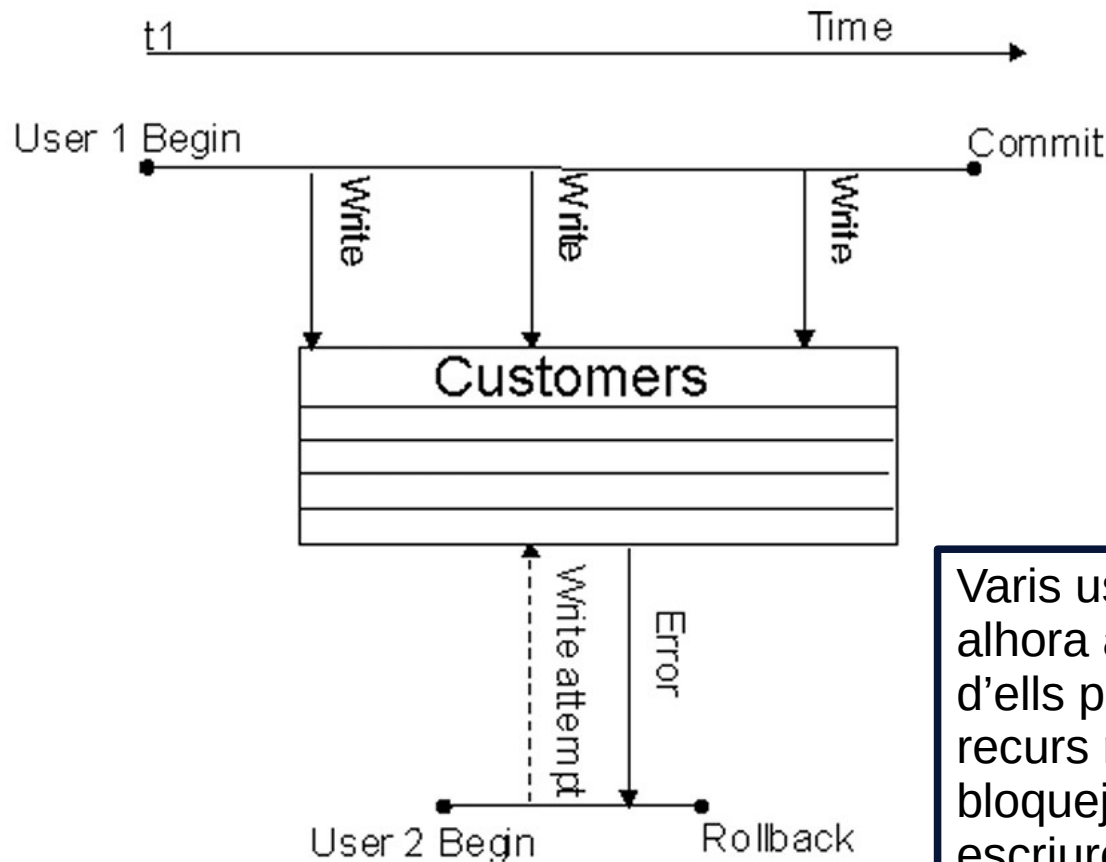 t1
Time
User 1 Begin
Commit
Write
Write
Write
Customers
Write attempt
Error
User 2 Begin
Rollback
Varis
alhora
d'ells
recurs
escriure